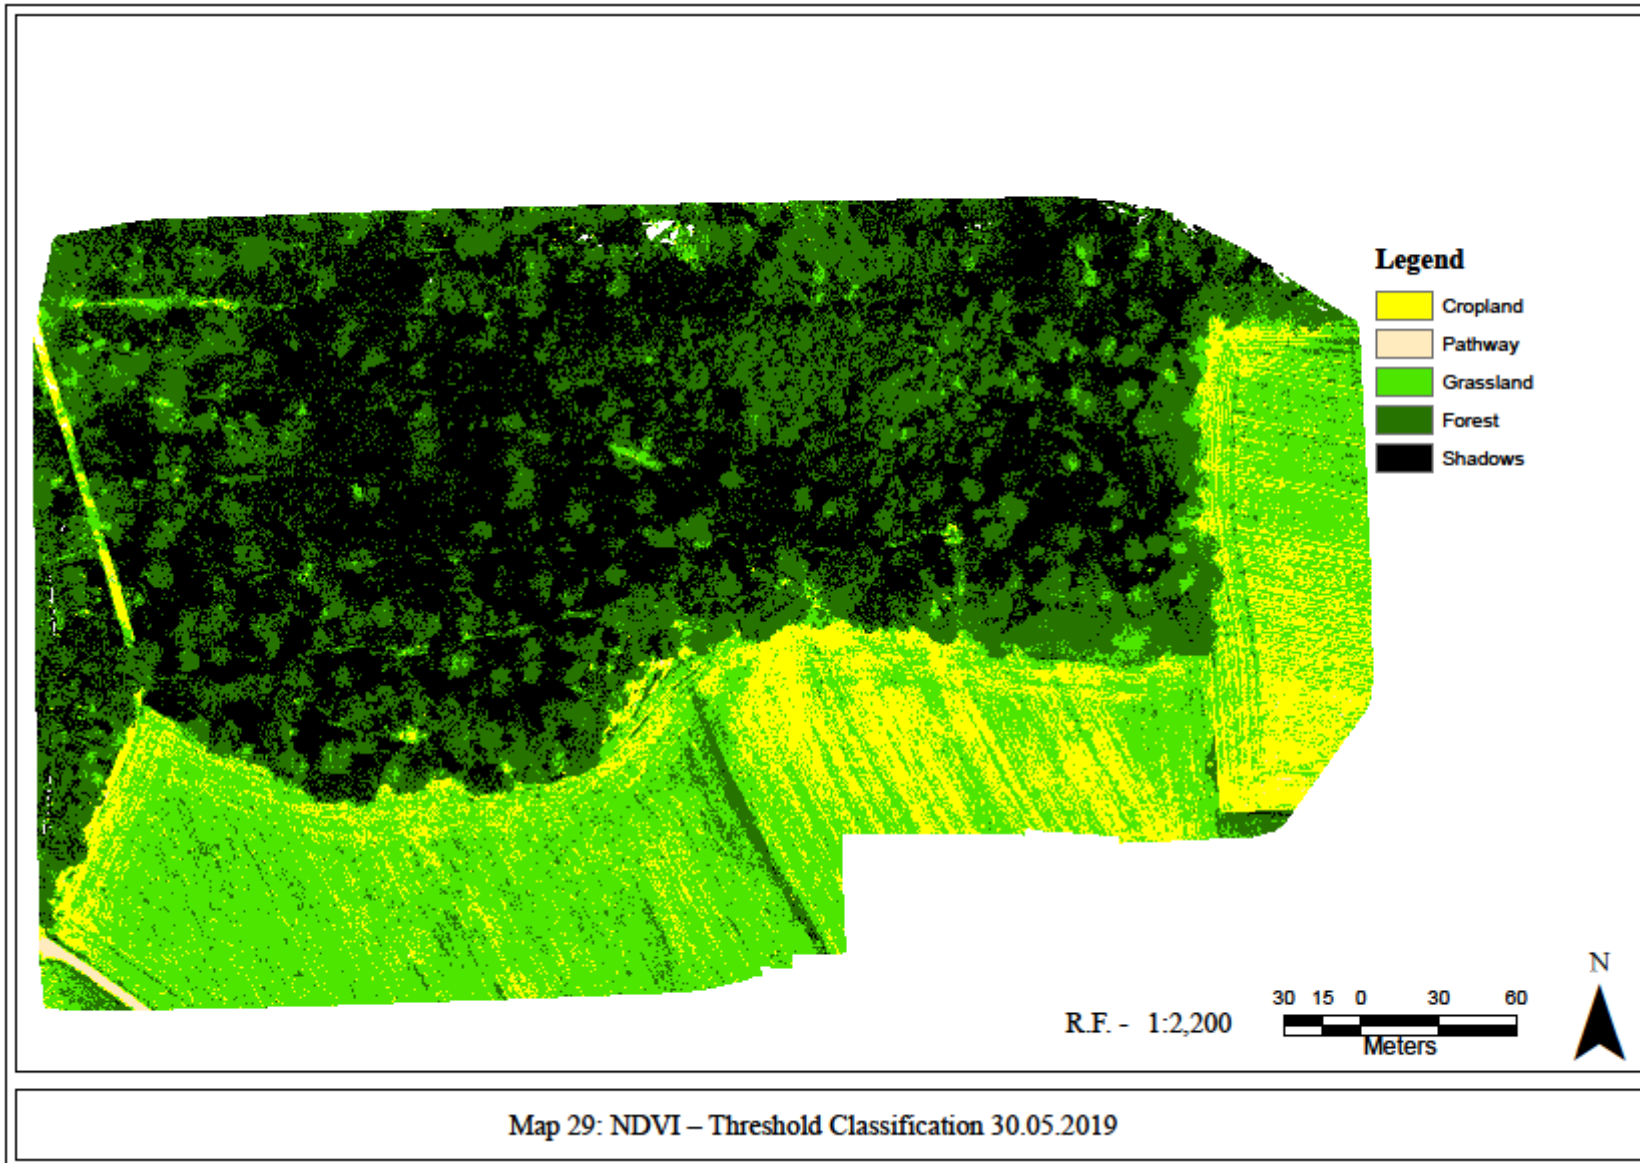 Legend
Cropland
Pathway
Grassland
Forest
Shadows
N
30 15 0 30 60
R.F. - 1:2,200
Meters
Map 29: NDVI – Threshold Classification 30.05.2019